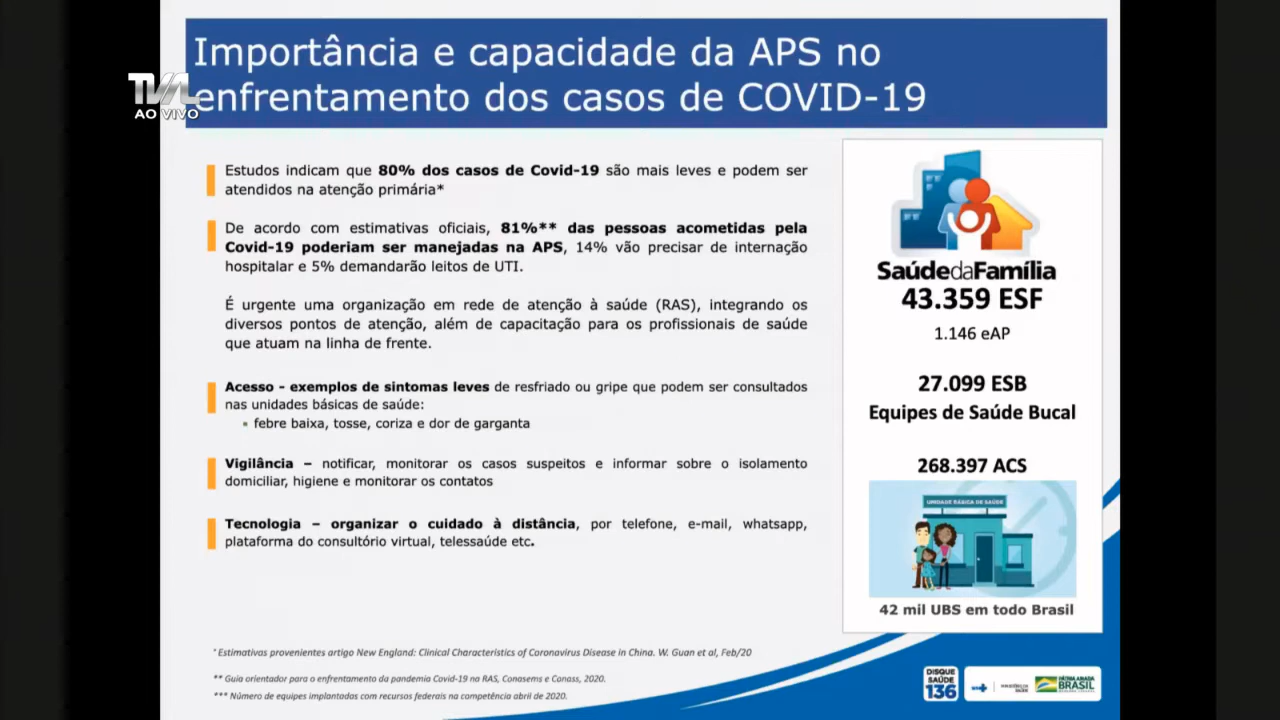 Importância e capacidade da APS no
enfrentamento dos casos de COVID-19
TVAL
AO VIVO
Estudos indicam que 80% dos casos de Covid-19 são mais leves e podem ser
atendidos na atenção primária*
De acordo com estimativas oficiais, 81%** das pessoas acometidas pela
Covid-19 poderiam ser manejadas na APS, 14% vão precisar de internação
hospitalar e 5% demandarão leitos de UTI.
É urgente uma organização em rede de atenção à saúde (RAS), integrando os
diversos pontos de atenção, além de capacitação para os profissionais de saúde
que atuam na linha de frente.
Acesso - exemplos de sintomas leves de resfriado ou gripe que podem ser consultados
nas unidades básicas de saúde:
▪ febre baixa, tosse, coriza e dor de garganta
Vigilância – notificar, monitorar os casos suspeitos e informar sobre o isolamento
domiciliar, higiene e monitorar os contatos
Tecnologia – organizar o cuidado à distância, por telefone, e-mail, whatsapp,
plataforma do consultório virtual, telessaúde etc.
SaúdedaFamília
43.359 ESF
1.146 eAP
27.099 ESB
Equipes de Saúde Bucal
268.397 ACS
UNIDADE BÁSICA DE SAÚDE
42 mil UBS em todo Brasil
* Estimativas provenientes artigo New England: Clinical Characteristics of Coronavirus Disease in China. W. Guan et al, Feb/20
** Guia orientador para o enfrentamento da pandemia Covid-19 na RAS, Conasems e Conass, 2020.
*** Número de equipes implantadas com recursos federais na competência abril de 2020.
DISQUE
SAÚDE
136
SUS
MINISTÉRIO DA
SAÚDE
PÁTRIA AMADA
BRASIL